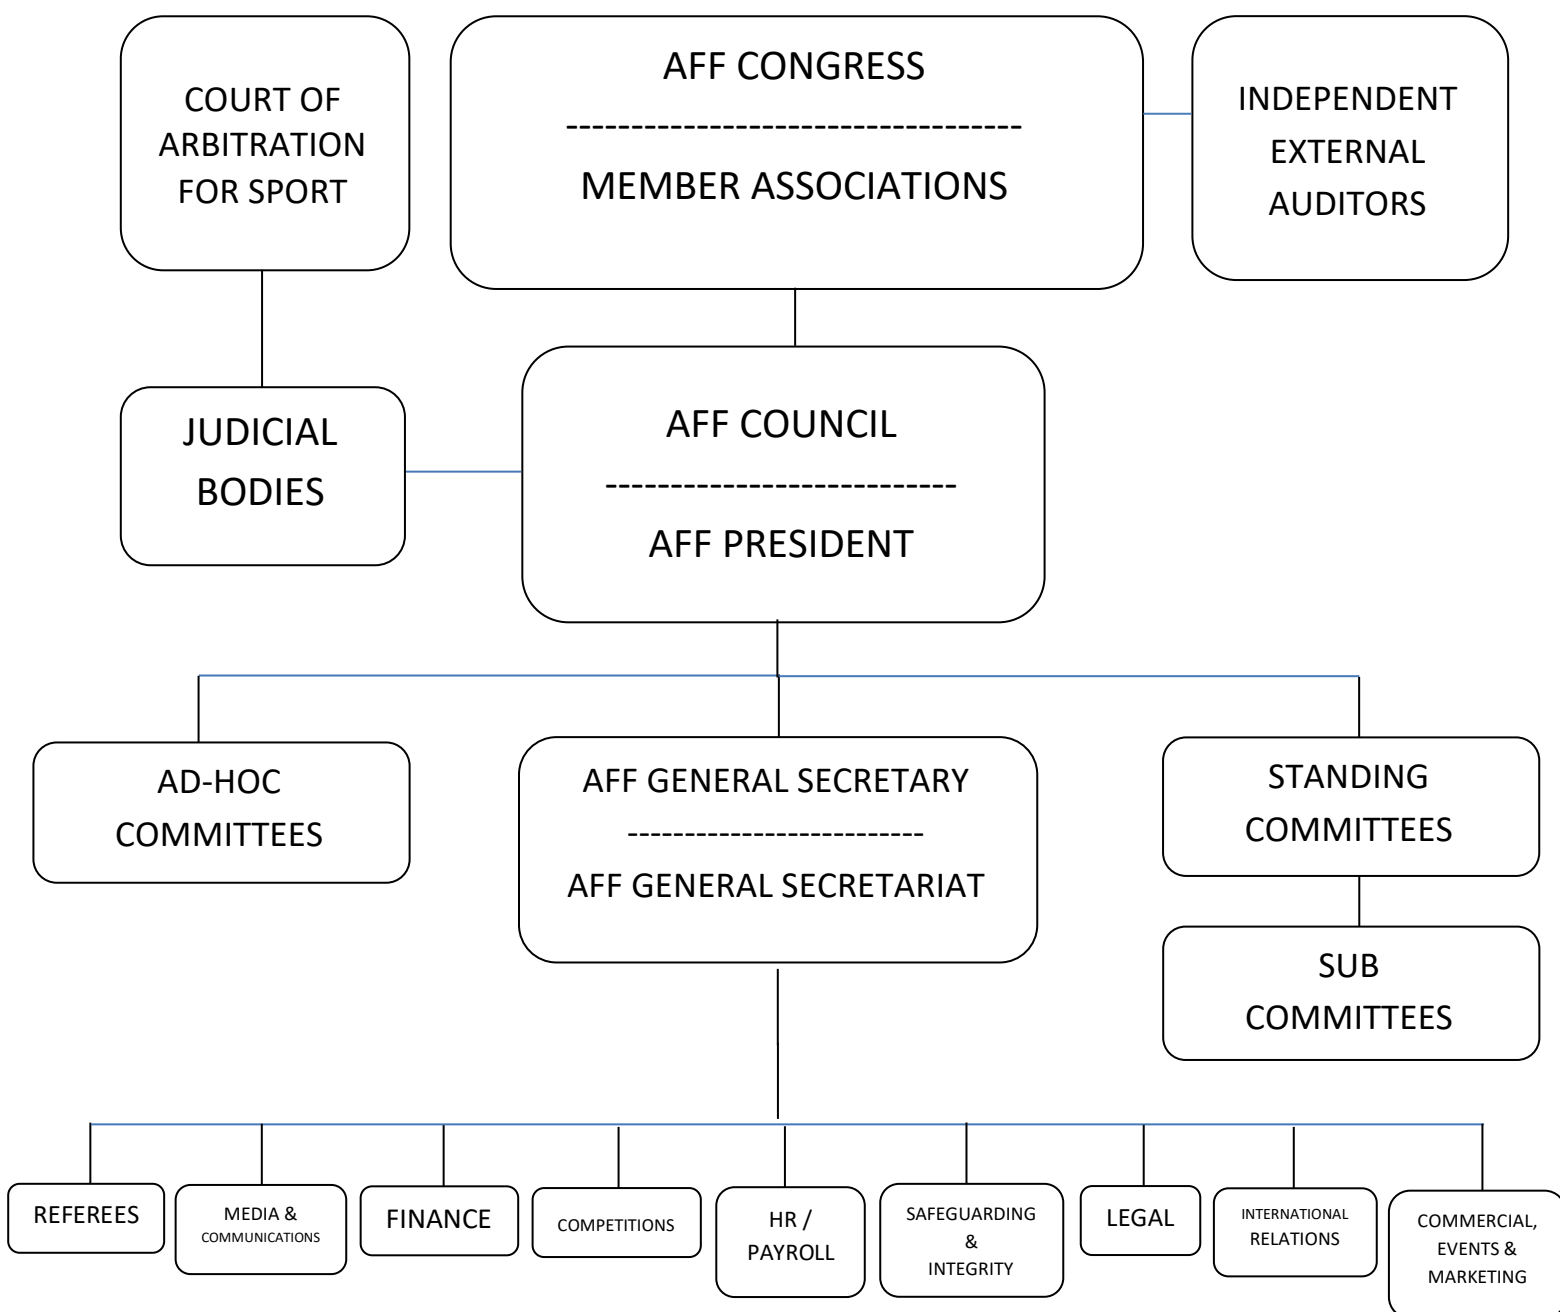 COURT OF
ARBITRATION
FOR SPORT
AFF CONGRESS
-----------------------------------
MEMBER ASSOCIATIONS
INDEPENDENT
EXTERNAL
AUDITORS
JUDICIAL
BODIES
AFF COUNCIL
---------------------------
AFF PRESIDENT
AD-HOC
COMMITTEES
AFF GENERAL SECRETARY
--------------------------
AFF GENERAL SECRETARIAT
STANDING
COMMITTEES
SUB
COMMITTEES
REFEREES
MEDIA &
COMMUNICATIONS
FINANCE
COMPETITIONS
HR /
PAYROLL
SAFEGUARDING
&
INTEGRITY
LEGAL
INTERNATIONAL
RELATIONS
COMMERCIAL,
EVENTS &
MARKETING